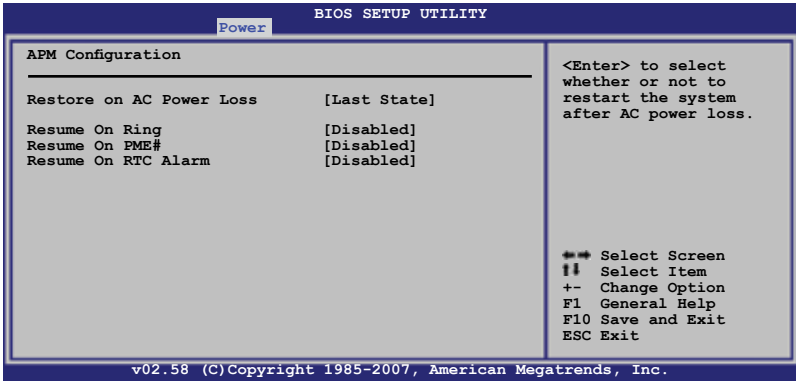 BIOS SETUP UTILITY
Power
APM Configuration
Restore on AC Power Loss [Last State]
Resume On Ring [Disabled]
Resume On PME# [Disabled]
Resume On RTC Alarm [Disabled]
<Enter> to select
whether or not to
restart the system
after AC power loss.
←→ Select Screen
↑↓ Select Item
+- Change Option
F1 General Help
F10 Save and Exit
ESC Exit
v02.58 (C)Copyright 1985-2007, American Megatrends, Inc.